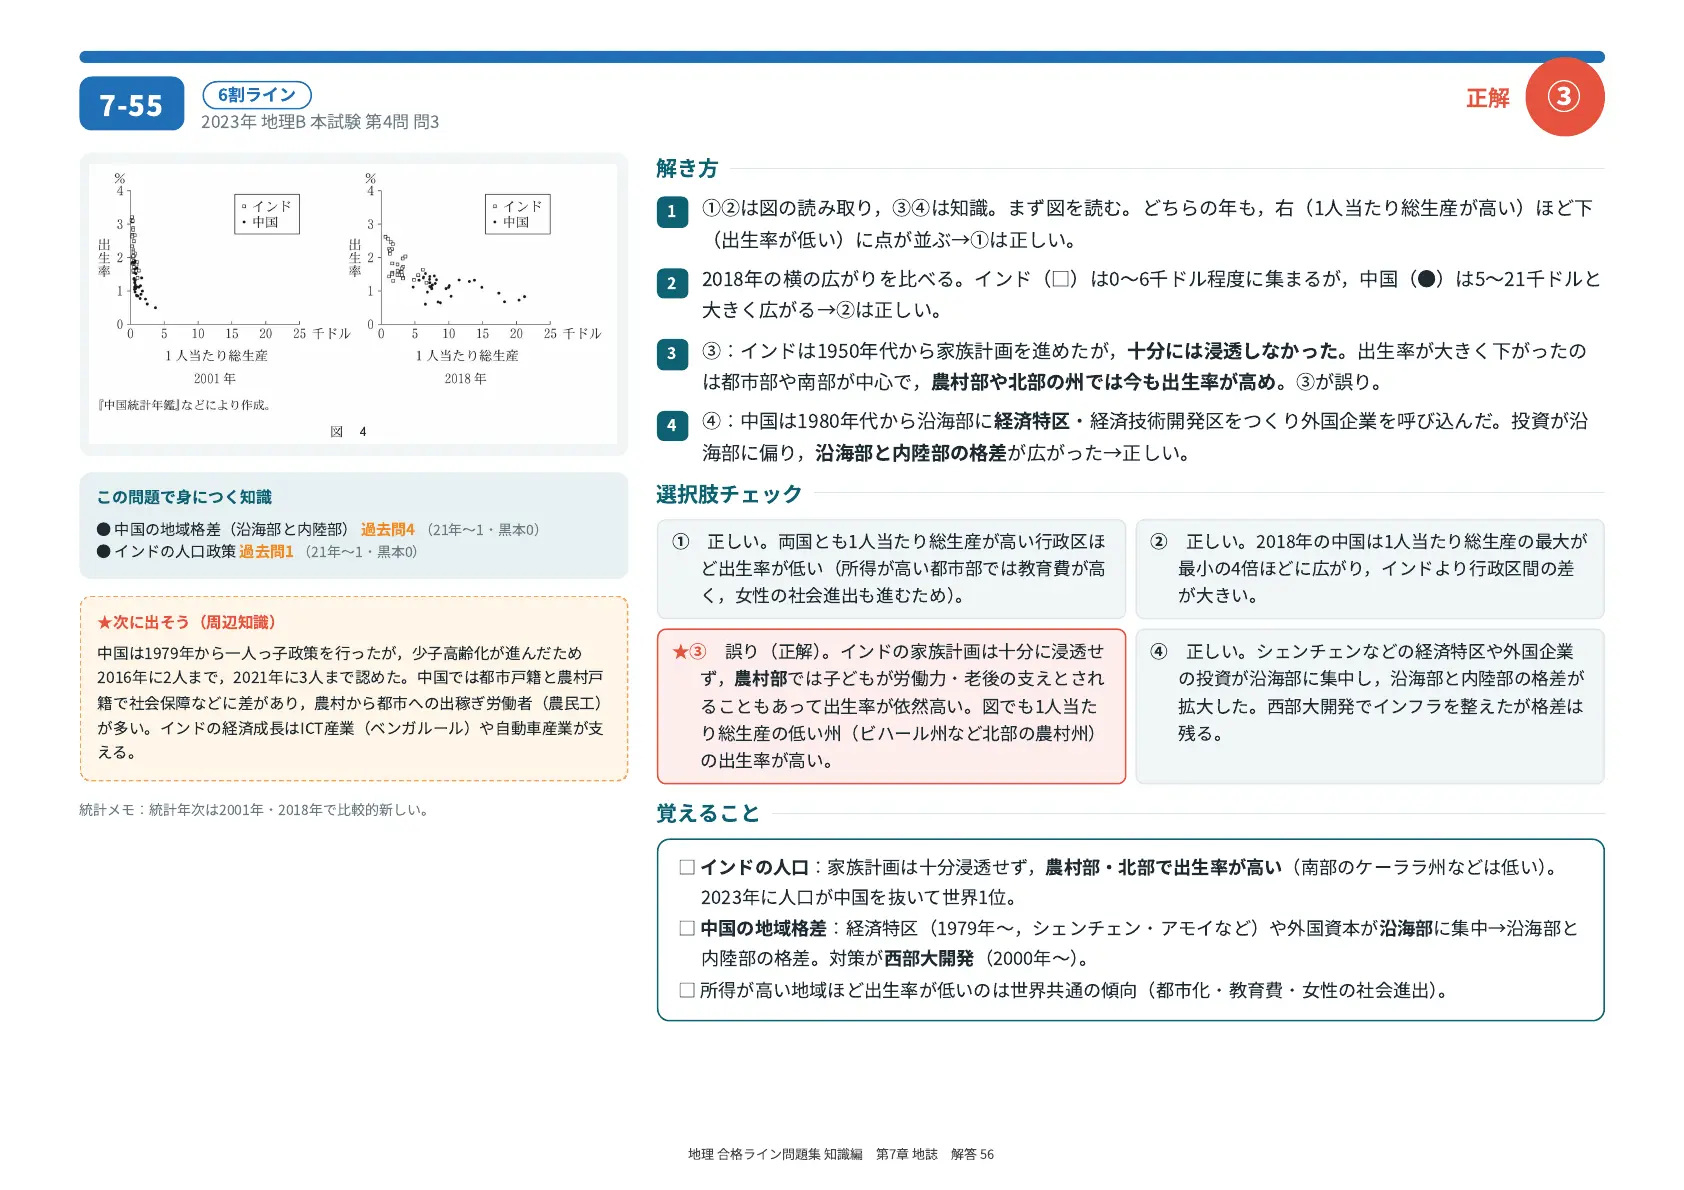 7-55
6割ライン
2023年 地理B 本試験 第4問 問3
正解
③
%
4
3
2
1
0
出生率
□ インド
• 中国
0 5 10 15 20 25 千ドル
1人当たり総生産
2001年
%
4
3
2
1
0
出生率
□ インド
• 中国
0 5 10 15 20 25 千ドル
1人当たり総生産
2018年
『中国統計年鑑』などにより作成。
図 4
この問題で身につく知識
● 中国の地域格差（沿海部と内陸部） 過去問4 （21年〜1・黒本0）
● インドの人口政策 過去問1 （21年〜1・黒本0）
★次に出そう（周辺知識）
中国は1979年から一人っ子政策を行ったが，少子高齢化が進んだため
2016年に2人まで，2021年に3人まで認めた。中国では都市戸籍と農村戸
籍で社会保障などに差があり，農村から都市への出稼ぎ労働者（農民工）
が多い。インドの経済成長はICT産業（ベンガルール）や自動車産業が支
える。
統計メモ：統計年次は2001年・2018年で比較的新しい。
解き方
1 ①②は図の読み取り，③④は知識。まず図を読む。どちらの年も，右（1人当たり総生産が高い）ほど下
（出生率が低い）に点が並ぶ→①は正しい。
2 2018年の横の広がりを比べる。インド（□）は0〜6千ドル程度に集まるが，中国（●）は5〜21千ドルと
大きく広がる→②は正しい。
3 ③：インドは1950年代から家族計画を進めたが，十分には浸透しなかった。出生率が大きく下がったの
は都市部や南部が中心で，農村部や北部の州では今も出生率が高め。③が誤り。
4 ④：中国は1980年代から沿海部に経済特区・経済技術開発区をつくり外国企業を呼び込んだ。投資が沿
海部に偏り，沿海部と内陸部の格差が広がった→正しい。
選択肢チェック
① 正しい。両国とも1人当たり総生産が高い行政区ほ
ど出生率が低い（所得が高い都市部では教育費が高
く，女性の社会進出も進むため）。
② 正しい。2018年の中国は1人当たり総生産の最大が
最小の4倍ほどに広がり，インドより行政区間の差
が大きい。
★③ 誤り（正解）。インドの家族計画は十分に浸透せ
ず，農村部では子どもが労働力・老後の支えとされ
ることもあって出生率が依然高い。図でも1人当た
り総生産の低い州（ビハール州など北部の農村州）
の出生率が高い。
④ 正しい。シェンチェンなどの経済特区や外国企業
の投資が沿海部に集中し，沿海部と内陸部の格差が
拡大した。西部大開発でインフラを整えたが格差は
残る。
覚えること
□ インドの人口：家族計画は十分浸透せず，農村部・北部で出生率が高い（南部のケーララ州などは低い）。
2023年に人口が中国を抜いて世界1位。
□ 中国の地域格差：経済特区（1979年〜，シェンチェン・アモイなど）や外国資本が沿海部に集中→沿海部と
内陸部の格差。対策が西部大開発（2000年〜）。
□ 所得が高い地域ほど出生率が低いのは世界共通の傾向（都市化・教育費・女性の社会進出）。
地理 合格ライン問題集 知識編 第7章 地誌 解答 56